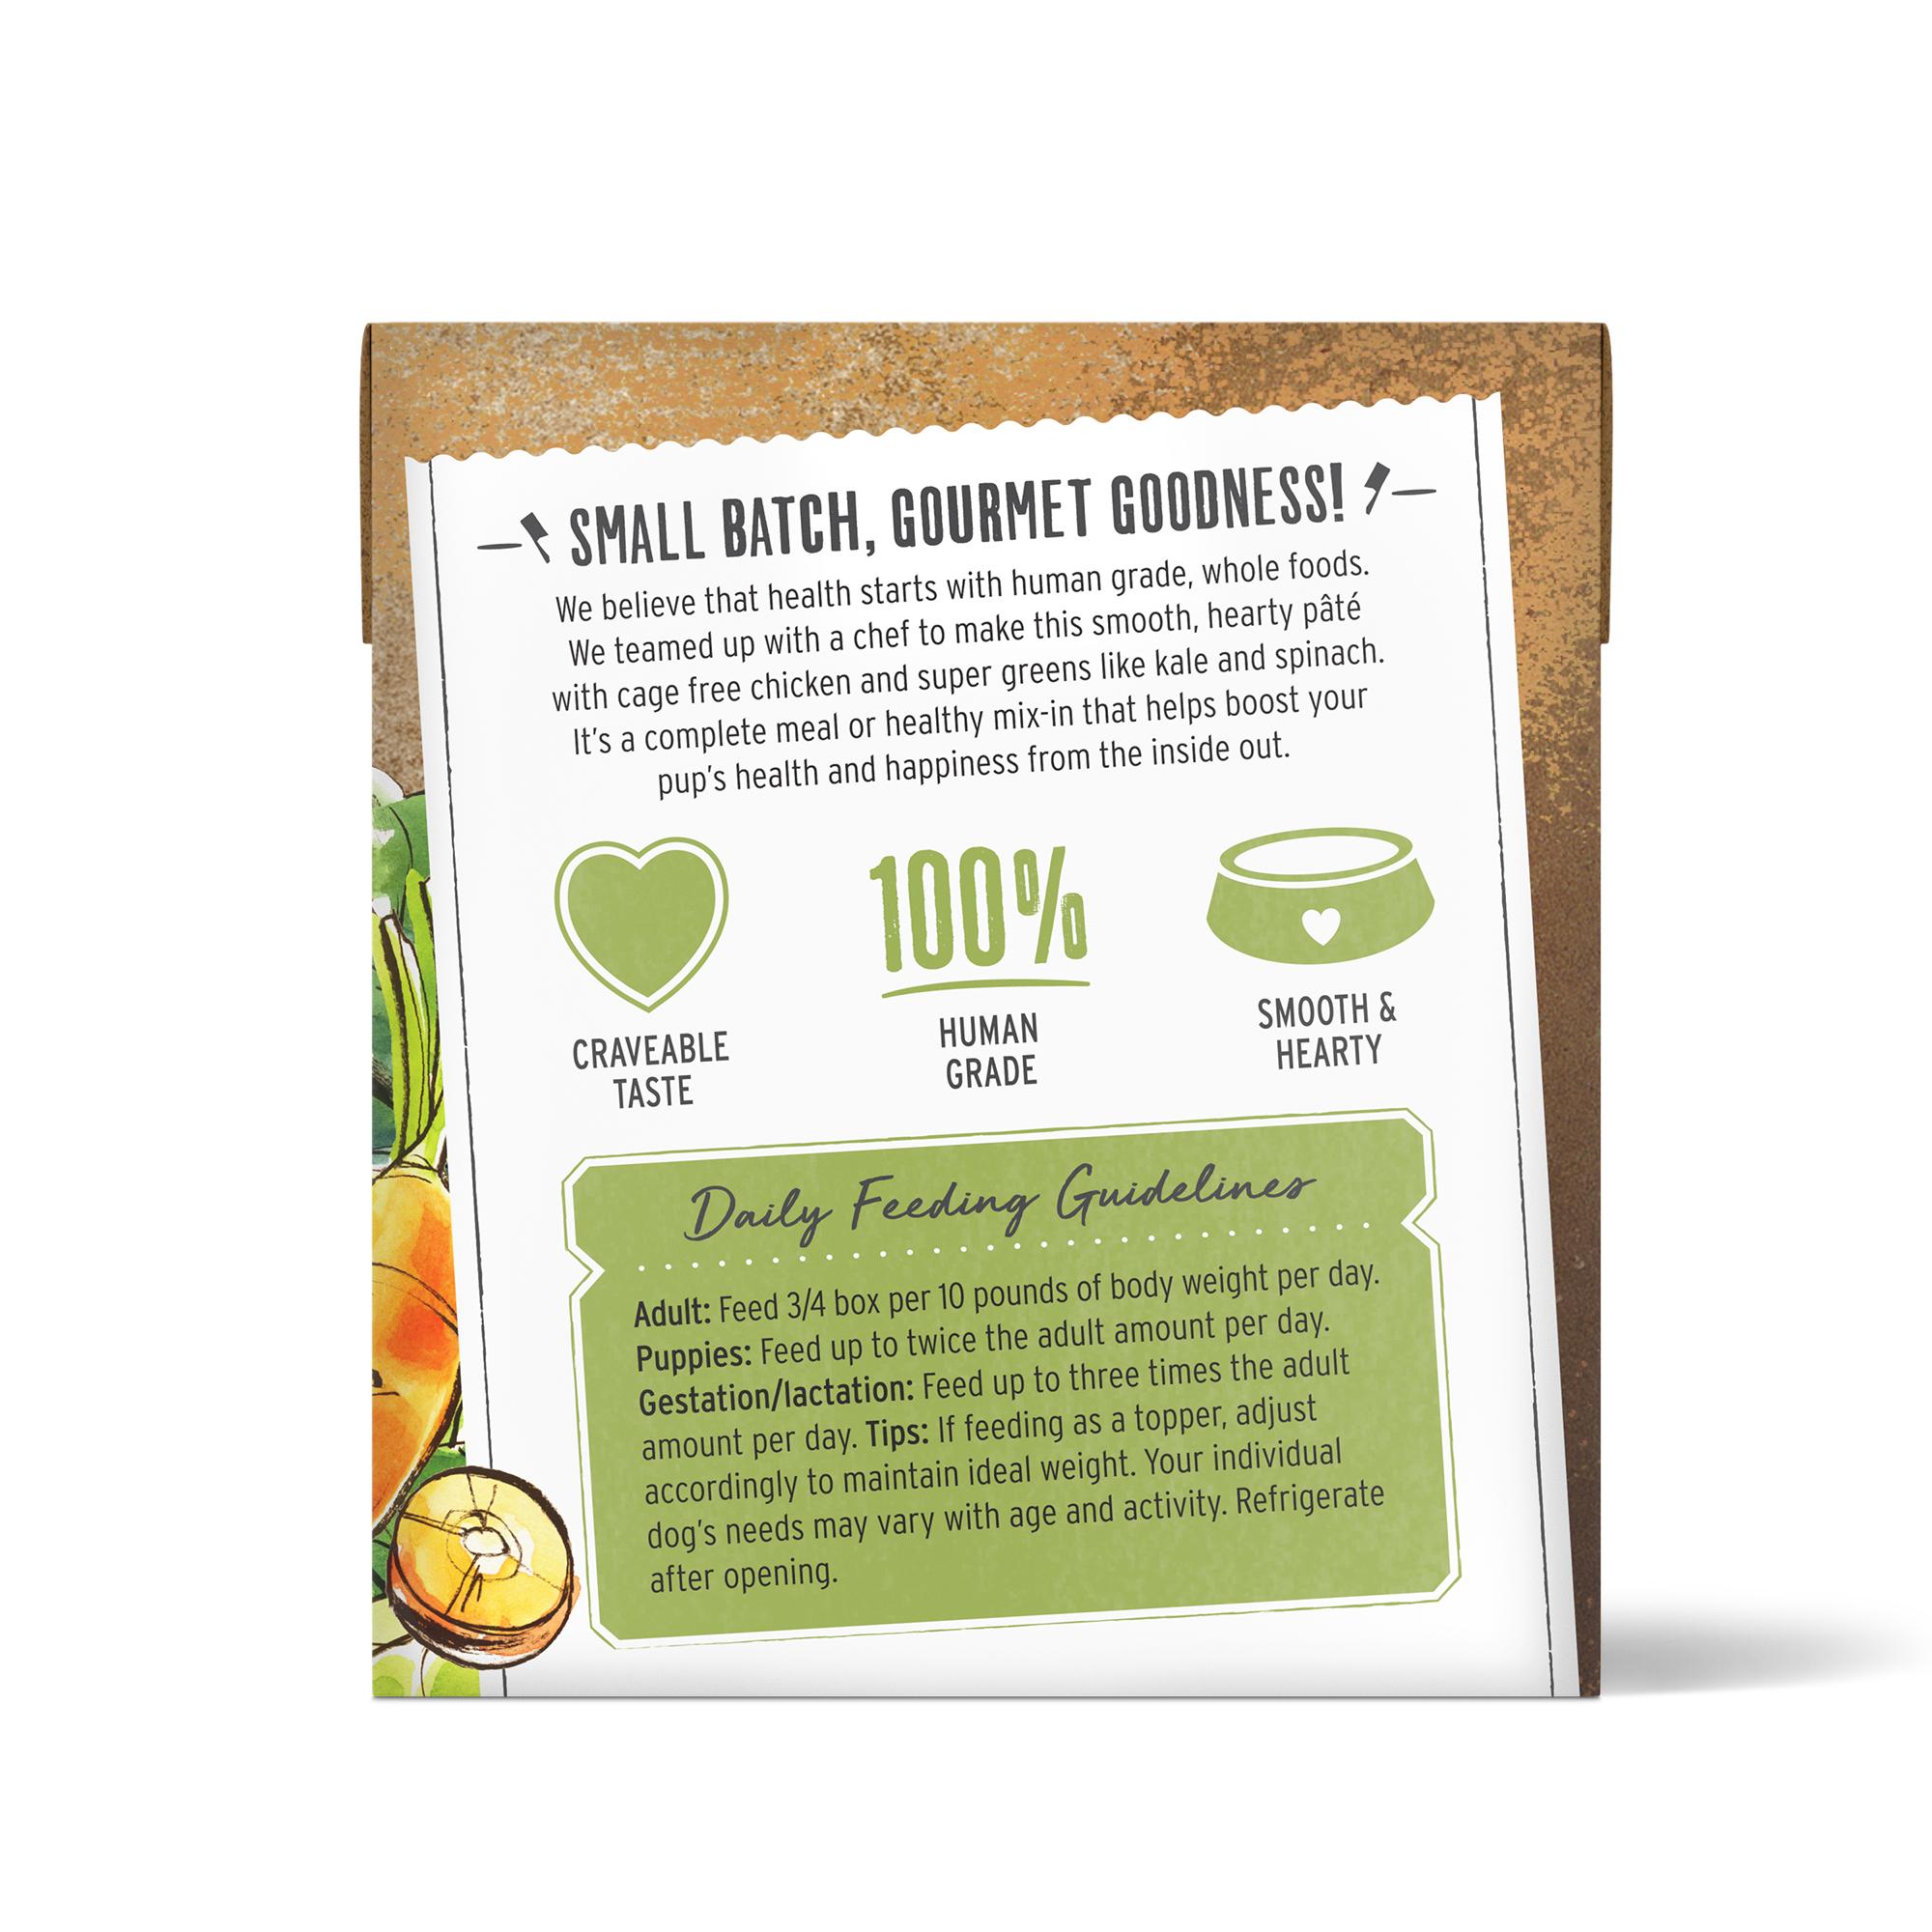 SMALL BATCH, GOURMET GOODNESS!
We believe that health starts with human grade, whole foods.
We teamed up with a chef to make this smooth, hearty pâté
with cage free chicken and super greens like kale and spinach.
It's a complete meal or healthy mix-in that helps boost your
pup's health and happiness from the inside out.
CRAVEABLE
TASTE
100%
HUMAN
GRADE
SMOOTH &
HEARTY
Daily Feeding Guidelines
Adult: Feed 3/4 box per 10 pounds of body weight per day.
Puppies: Feed up to twice the adult amount per day.
Gestation/lactation: Feed up to three times the adult
amount per day. Tips: If feeding as a topper, adjust
accordingly to maintain ideal weight. Your individual
dog's needs may vary with age and activity. Refrigerate
after opening.